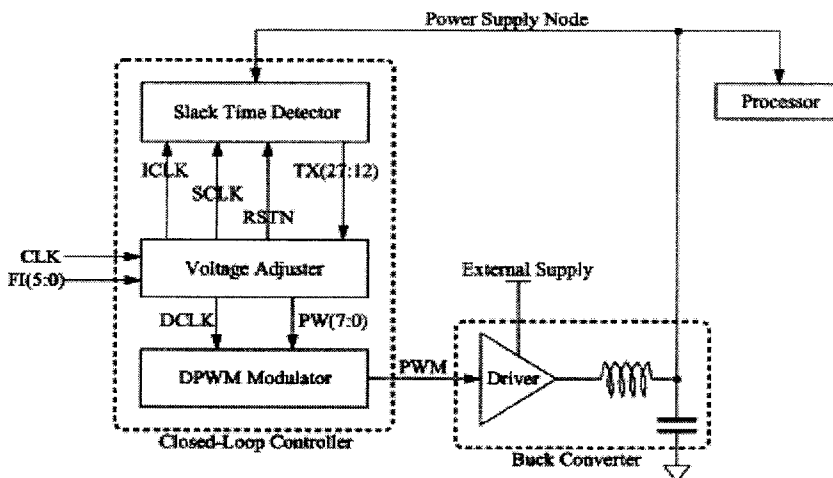 Power Supply Node
Slack Time Detector
Processor
ICLK
SCLK
RSTN
TX(27:12)
CLK
FI(5:0)
Voltage Adjuster
External Supply
DCLK
PW(7:0)
DPWM Modulator
PWM
Driver
Closed-Loop Controller
Buck Converter